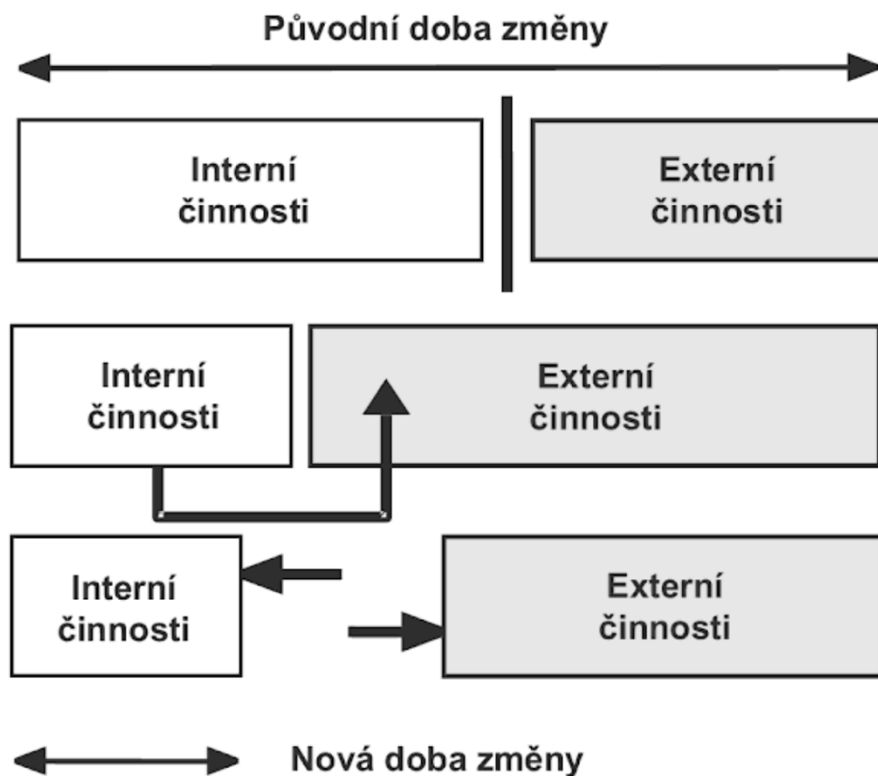 Původní doba změny
Interní
činnosti
Externí
činnosti
Interní
činnosti
Externí
činnosti
Interní
činnosti
Externí
činnosti
Nová doba změny